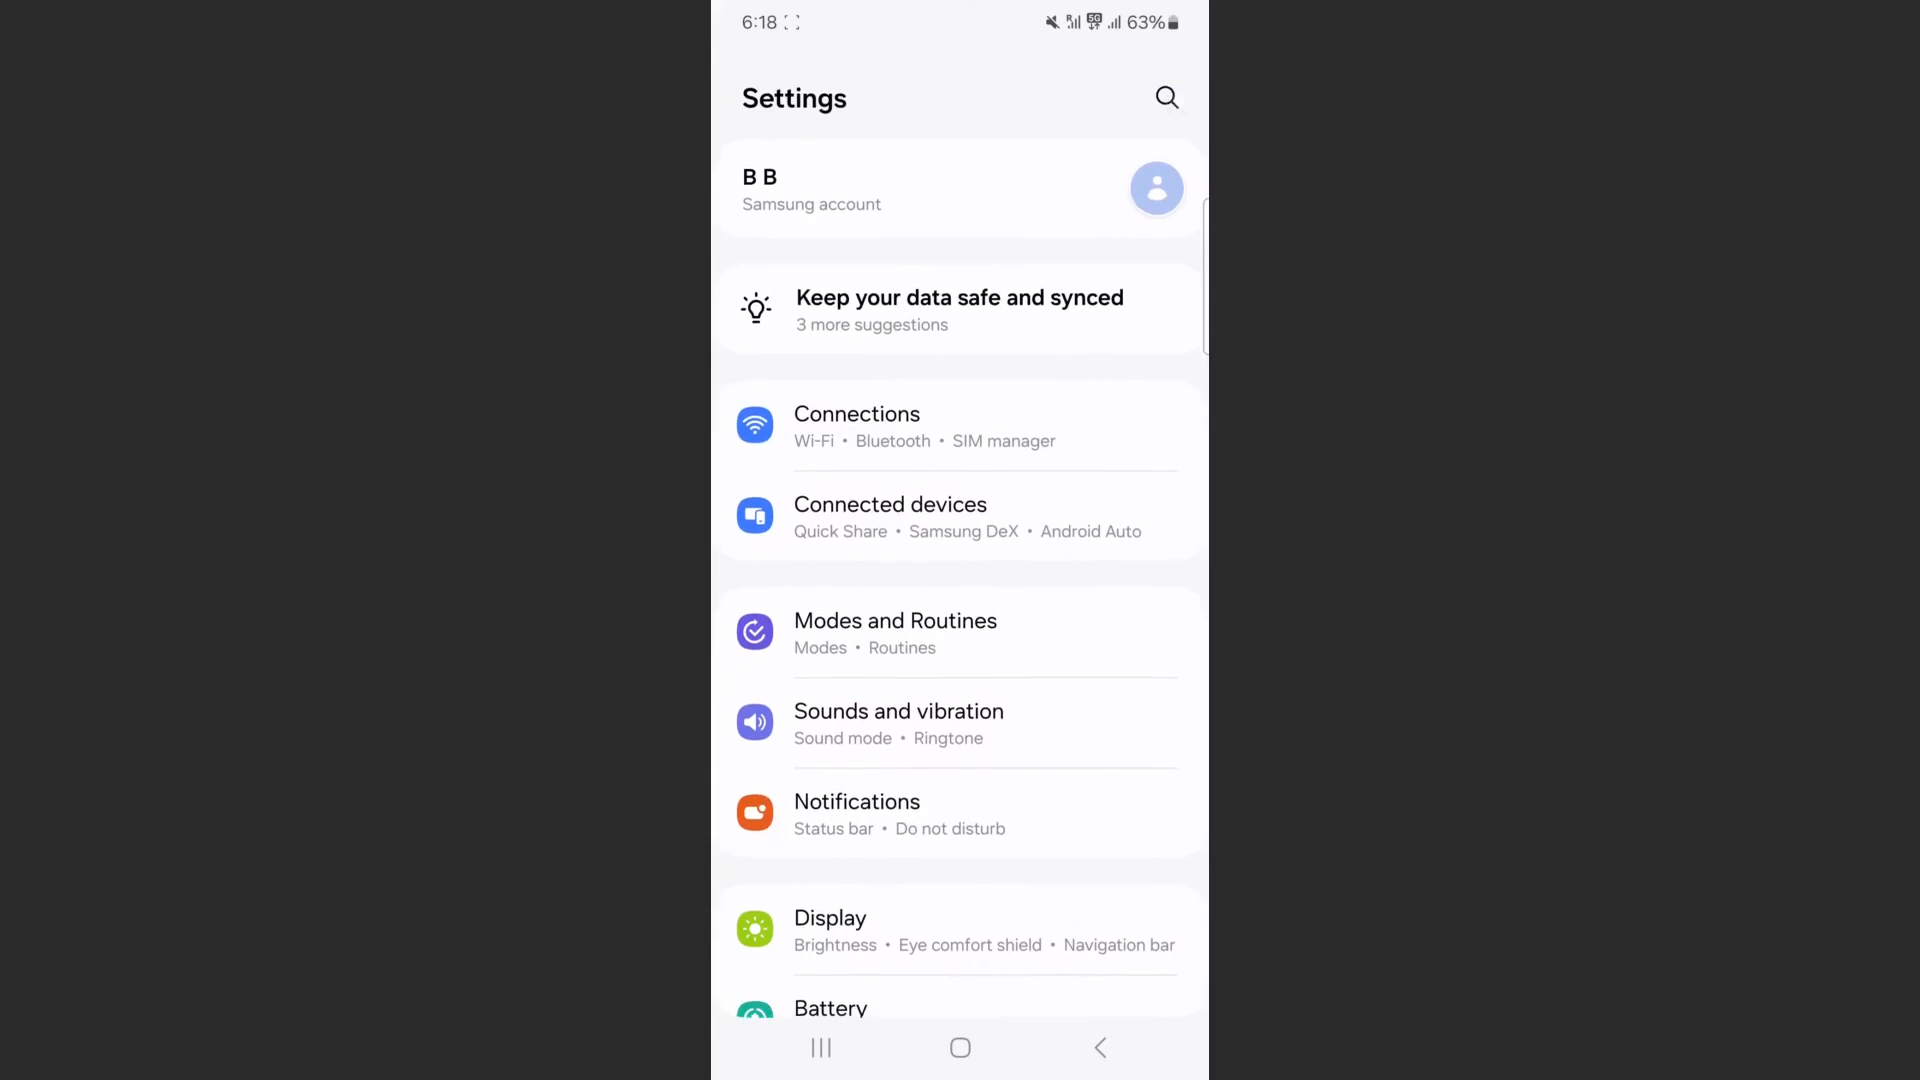 6:18 R 5G 63%
Settings
B B
Samsung account
Keep your data safe and synced
3 more suggestions
Connections
Wi-Fi • Bluetooth • SIM manager
Connected devices
Quick Share • Samsung DeX • Android Auto
Modes and Routines
Modes • Routines
Sounds and vibration
Sound mode • Ringtone
Notifications
Status bar • Do not disturb
Display
Brightness • Eye comfort shield • Navigation bar
Battery